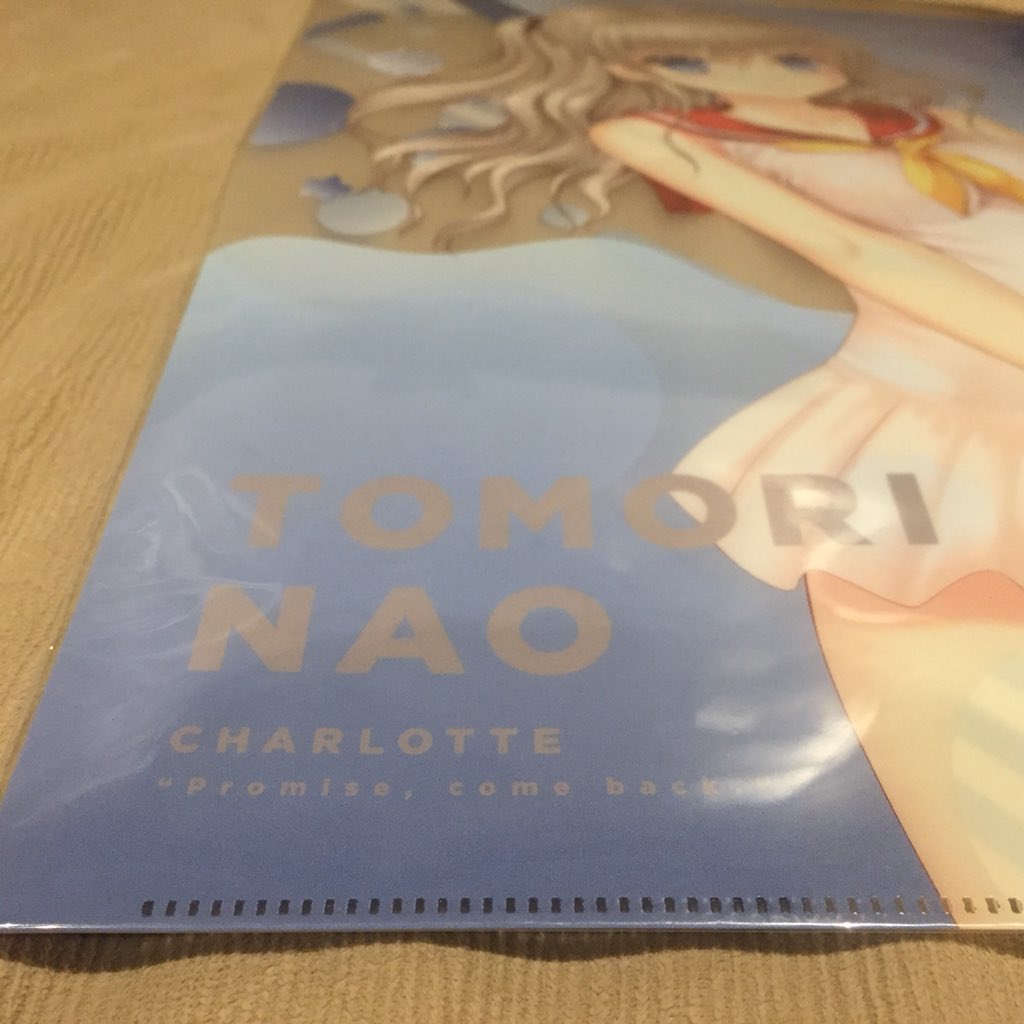 TOMORI
NAO
CHARLOTTE
“Promise, come back